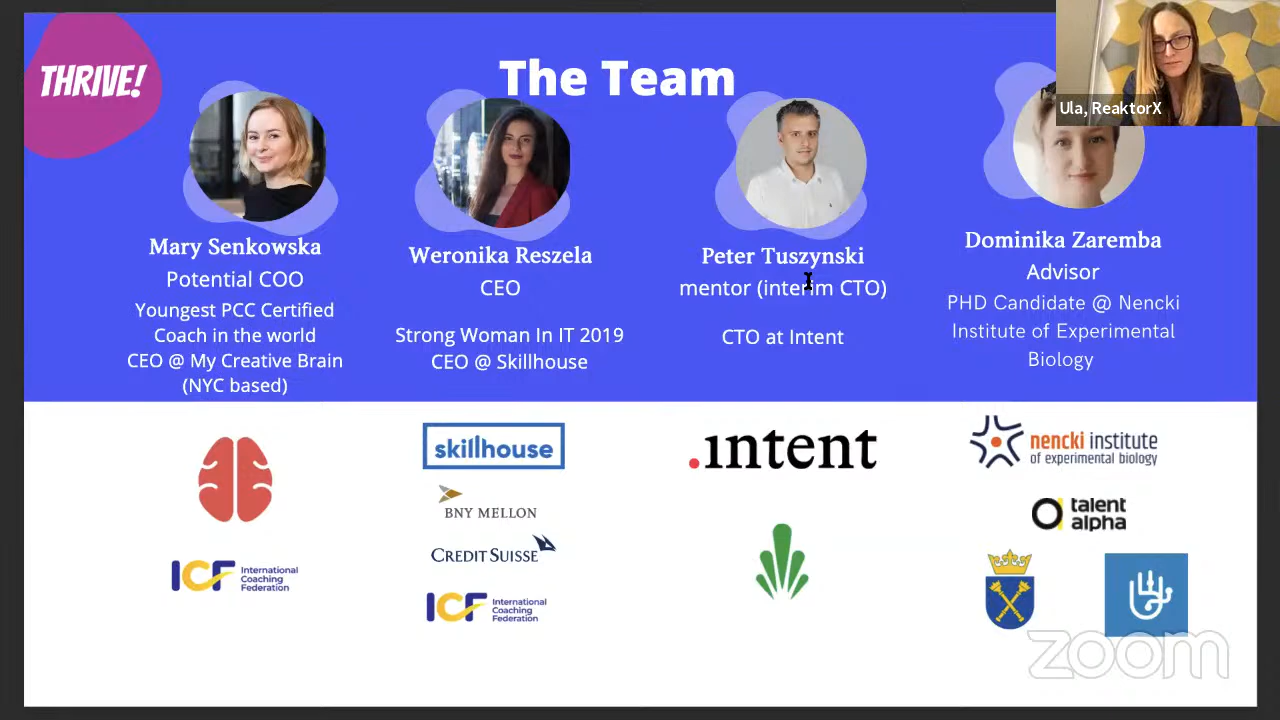 THRIVE!
The Team
Ula, ReaktorX
Mary Senkowska
Potential COO
Youngest PCC Certified
Coach in the world
CEO @ My Creative Brain
(NYC based)
Weronika Reszela
CEO
Strong Woman In IT 2019
CEO @ Skillhouse
Peter Tuszynski
mentor (interim CTO)
CTO at Intent
Dominika Zaremba
Advisor
PHD Candidate @ Nencki
Institute of Experimental
Biology
ICF International
Coaching
Federation
skillhouse
BNY MELLON
CREDIT SUISSE
ICF International
Coaching
Federation
.intent
nencki institute
of experimental biology
talent
alpha
zoom